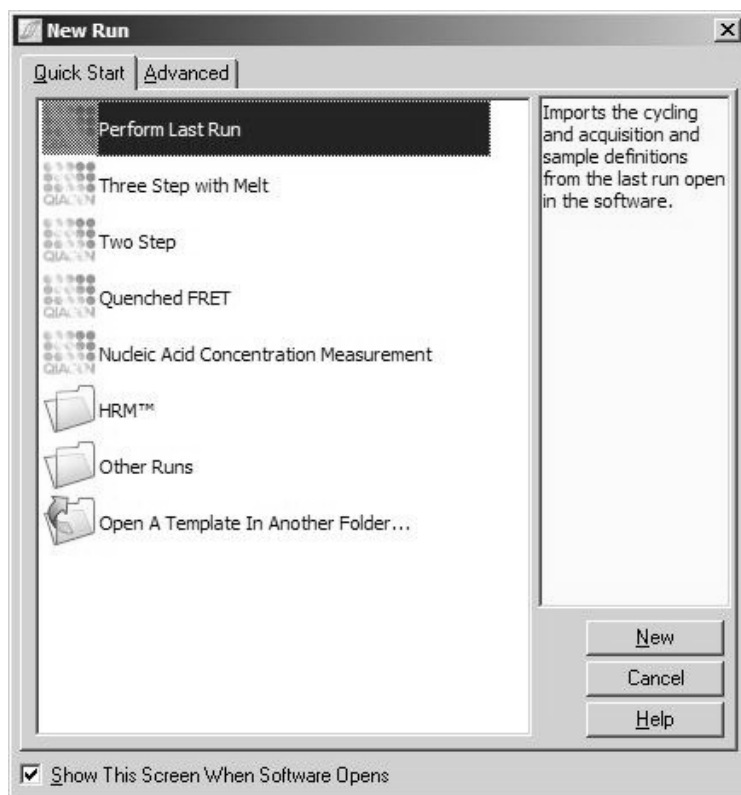 New Run
Quick Start
Advanced
Perform Last Run
Three Step with Melt
Two Step
Quenched FRET
Nucleic Acid Concentration Measurement
HRM™
Other Runs
Open A Template In Another Folder...
Imports the cycling
and acquisition and
sample definitions
from the last run open
in the software.
New
Cancel
Help
Show This Screen When Software Opens